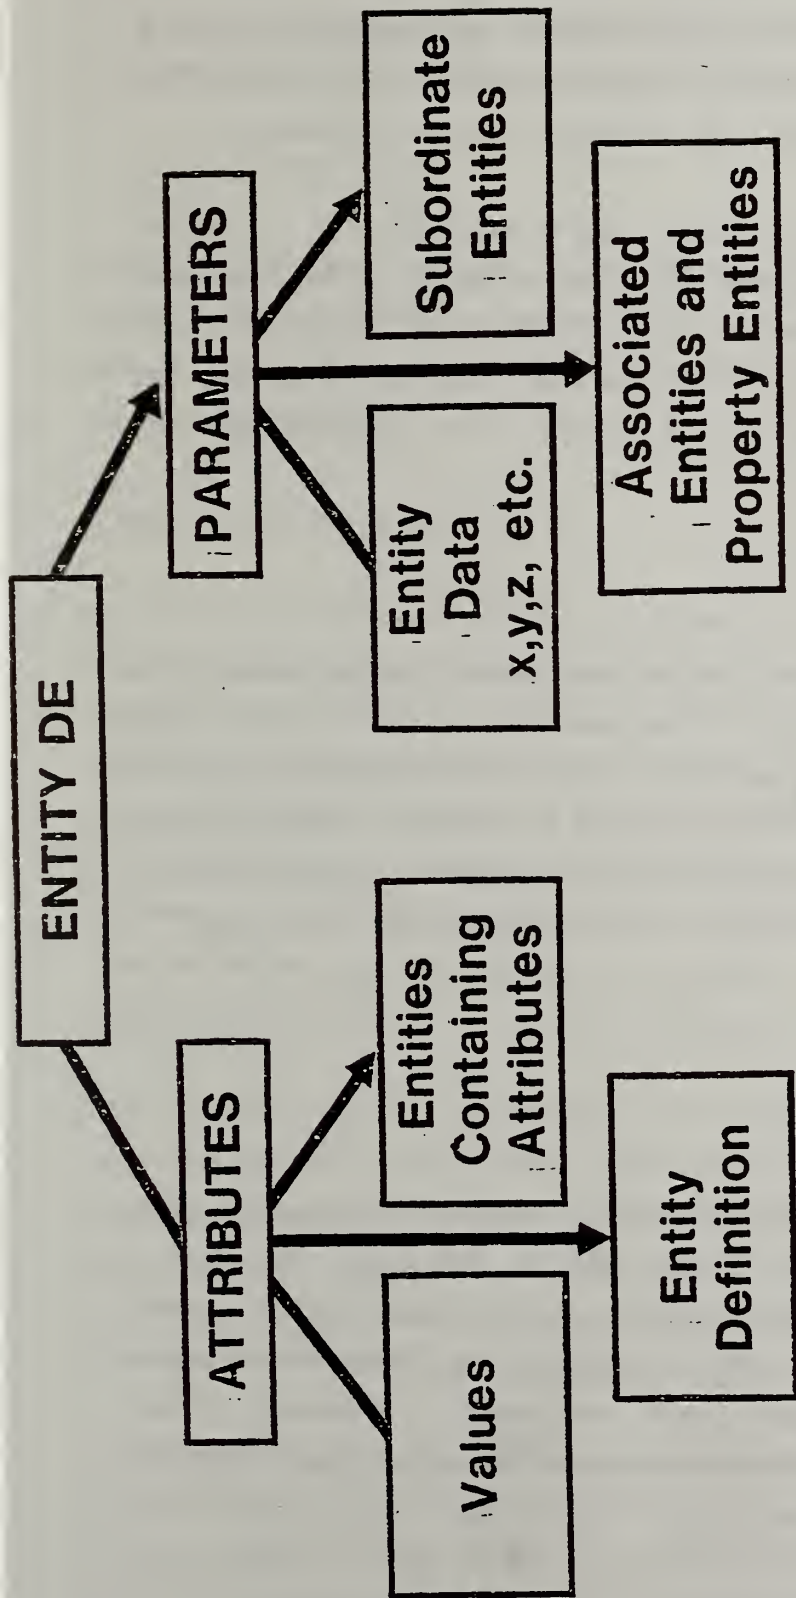 ENTITY DE
ATTRIBUTES
PARAMETERS
Values
Entities
Containing
Attributes
Entity
Definition
Entity
Data
x,y,z, etc.
Subordinate
Entities
Associated
Entities and
Property Entities